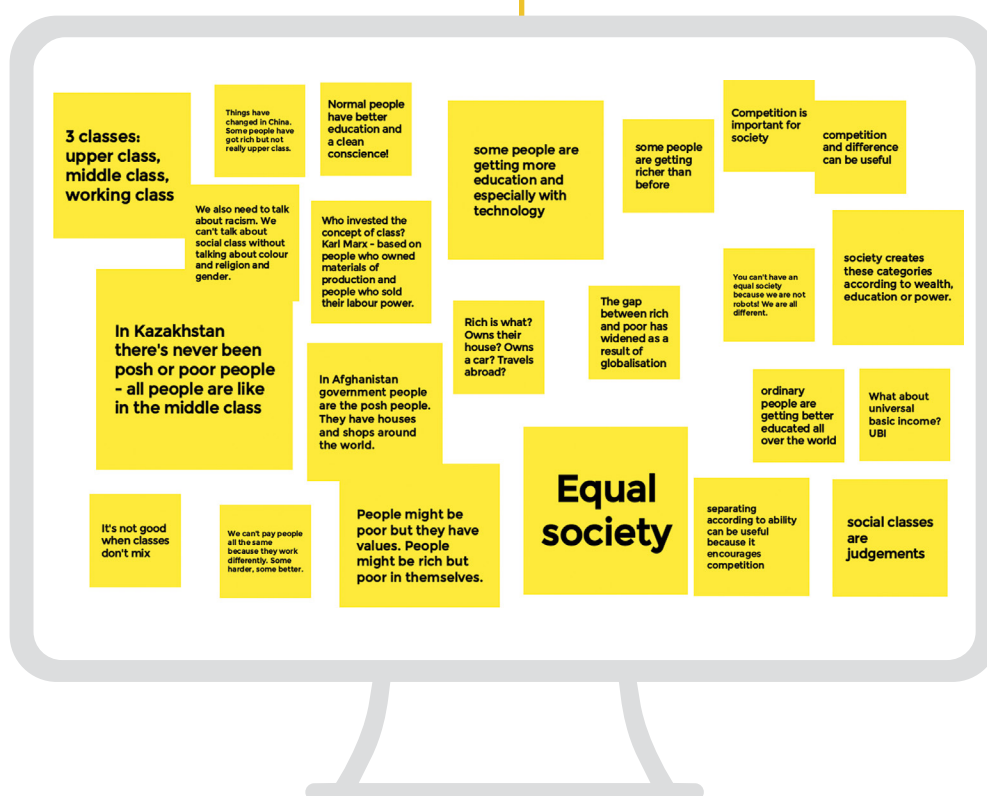 3 classes:
upper class,
middle class,
working class
Things have
changed in China.
Some people have
got rich but not
really upper class.
Normal people
have better
education and
a clean
conscience!
some people are
getting more
education and
especially with
technology
some people
are getting
richer than
before
Competition is
important for
society
competition
and difference
can be useful
We also need to talk
about racism. We
can't talk about
social class without
talking about colour
and religion and
gender.
Who invested the
concept of class?
Karl Marx - based on
people who owned
materials of
production and
people who sold
their labour power.
society creates
these categories
according to wealth,
education or power.
You can't have an
equal society
because we are not
robots! We are all
different.
In Kazakhstan
there's never been
posh or poor people
- all people are like
in the middle class
Rich is what?
Owns their
house? Owns
a car? Travels
abroad?
The gap
between rich
and poor has
widened as a
result of
globalisation
In Afghanistan
government people
are the posh people.
They have houses
and shops around
the world.
ordinary
people are
getting better
educated all
over the world
What about
universal
basic income?
UBI
It's not good
when classes
don't mix
We can't pay people
all the same
because they work
differently. Some
harder, some better.
People might be
poor but they have
values. People
might be rich but
poor in themselves.
Equal
society
separating
according to ability
can be useful
because it
encourages
competition
social classes
are
judgements